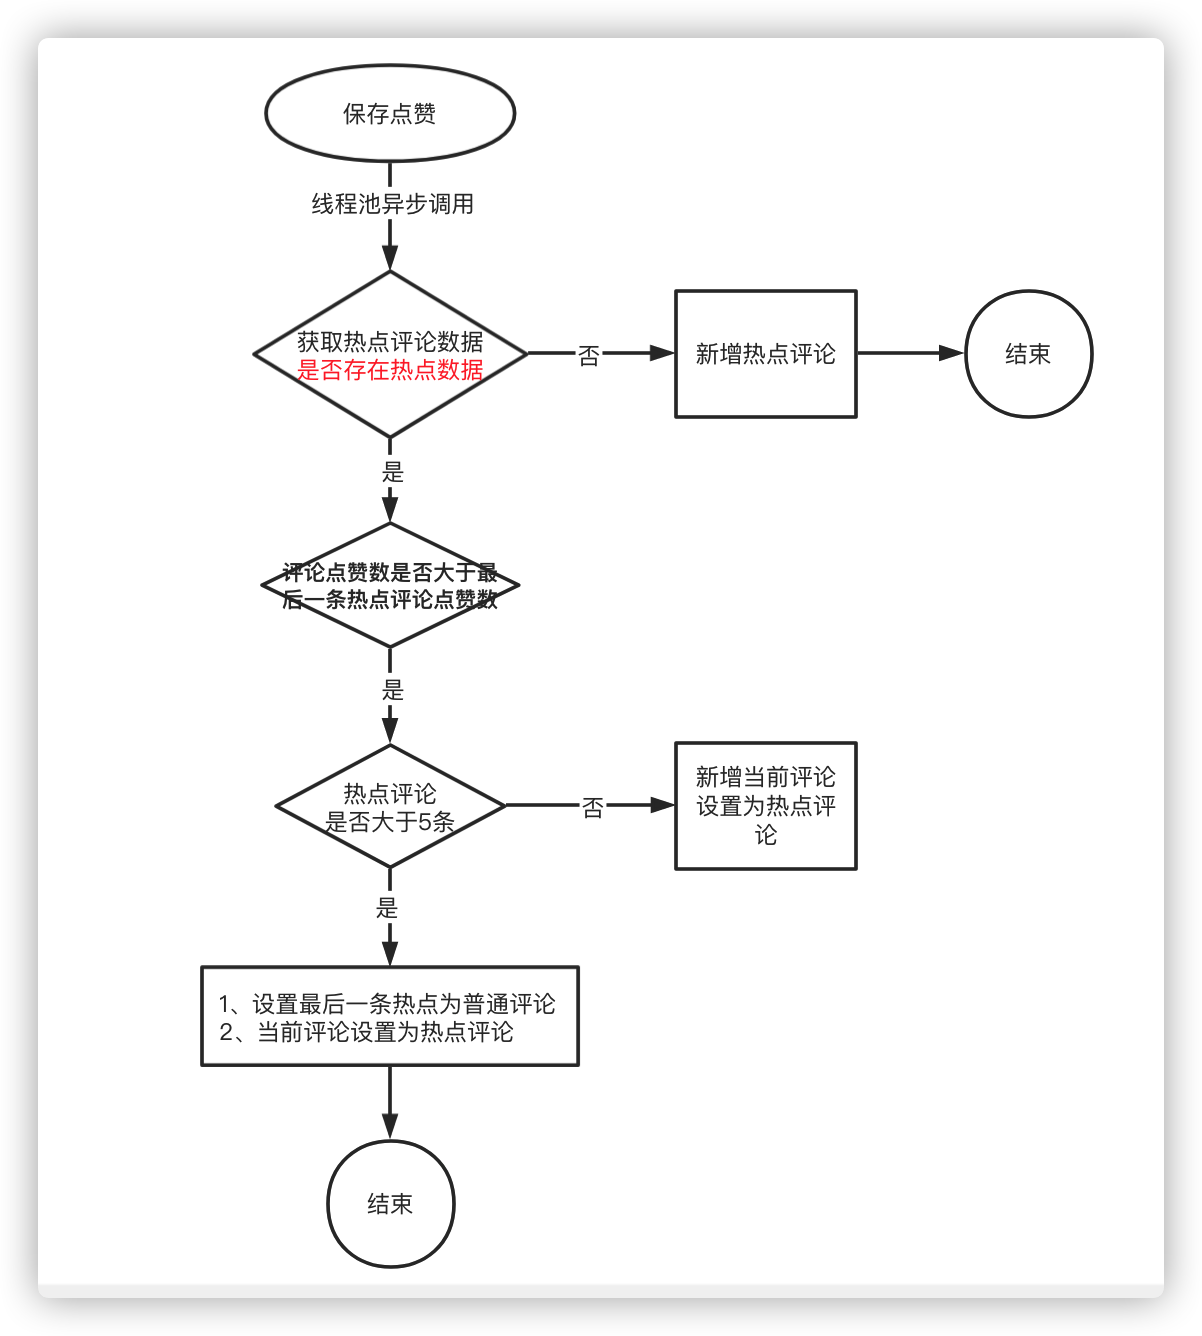 保存点赞
线程池异步调用
获取热点评论数据
是否存在热点数据
否
新增热点评论
结束
是
评论点赞数是否大于最
后一条热点评论点赞数
是
热点评论
是否大于5条
否
新增当前评论
设置为热点评
论
是
1、设置最后一条热点为普通评论
2、当前评论设置为热点评论
结束